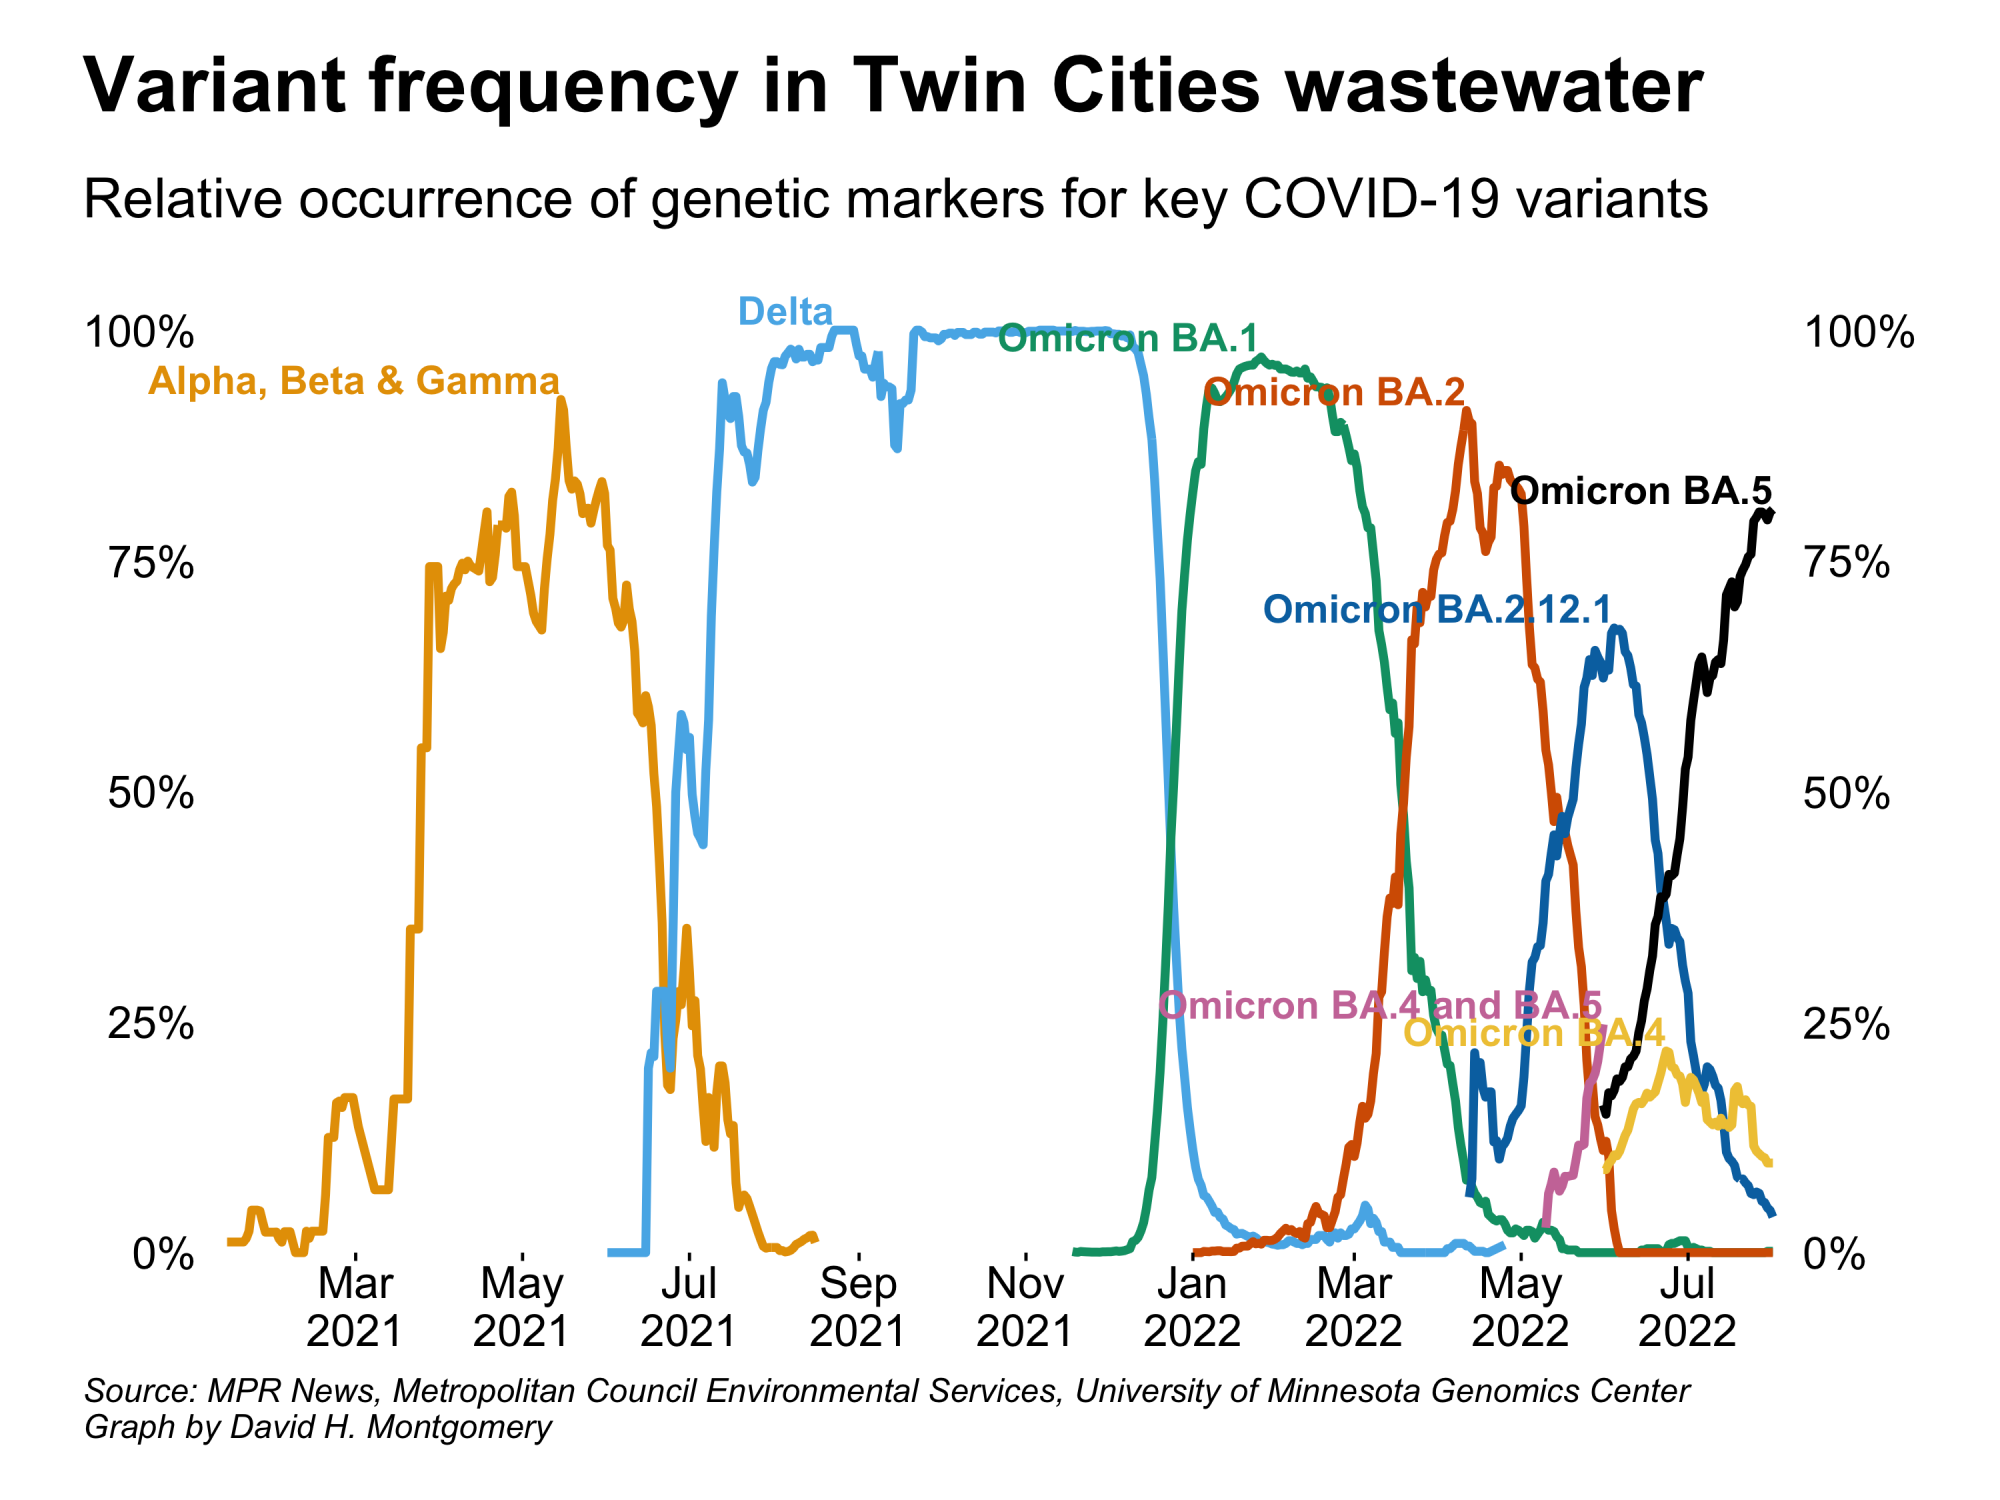 Variant frequency in Twin Cities wastewater
Relative occurrence of genetic markers for key COVID-19 variants
Delta
100%
Omicron BA.1
100%
Alpha, Beta & Gamma
Omicron BA.2
Omicron BA.5
75%
75%
Omicron BA.2.12.1
50%
50%
Omicron BA.4 and BA.5
25%
Omicron BA.4
25%
0%
0%
Mar May Jul Sep Nov Jan Mar May Jul
2021 2021 2021 2021 2021 2022 2022 2022 2022
Source: MPR News, Metropolitan Council Environmental Services, University of Minnesota Genomics Center
Graph by David H. Montgomery